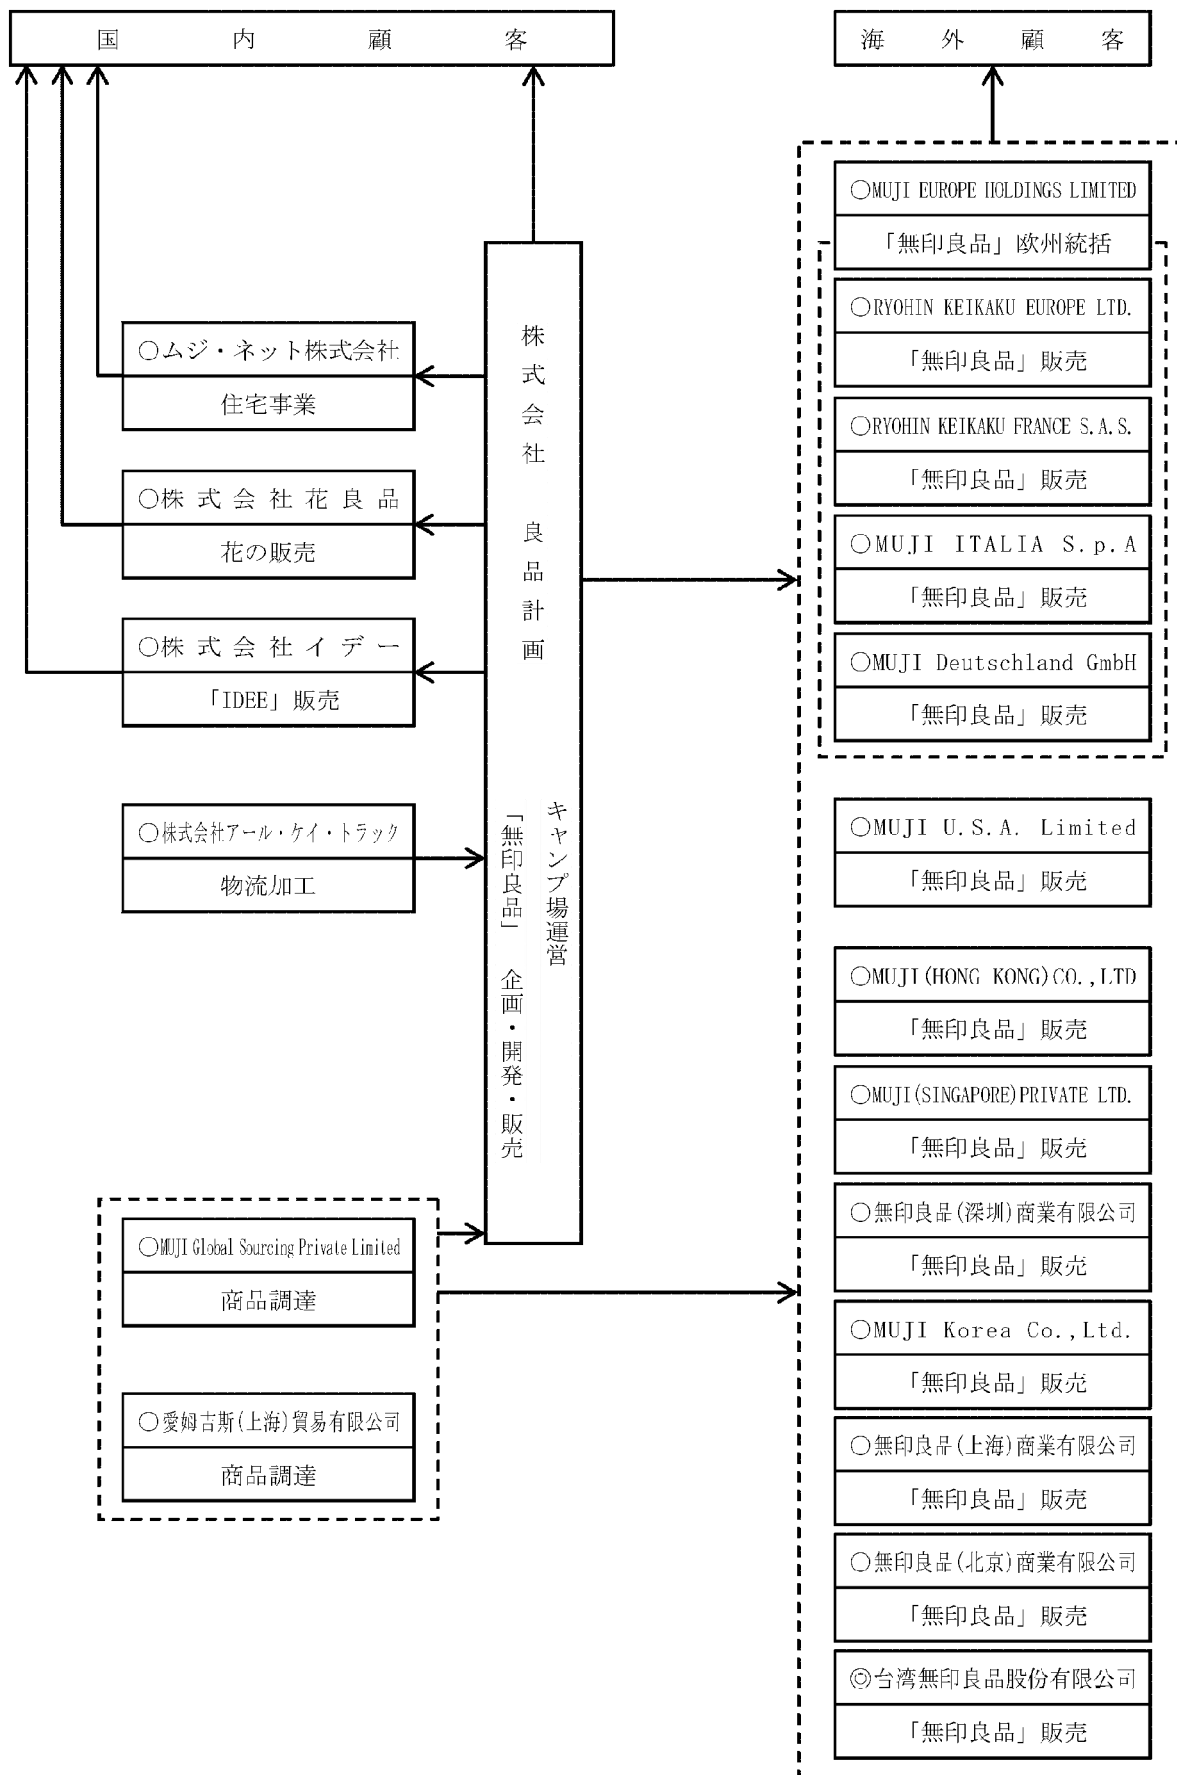 国内顧客
海外顧客
○ムジ・ネット株式会社
住宅事業
○株式会社花良品
花の販売
○株式会社イデー
「IDEE」販売
○株式会社アール・ケイ・トラック
物流加工
○MUJI Global Sourcing Private Limited
商品調達
○愛姆吉斯(上海)貿易有限公司
商品調達
株式会社 良品計画
キャンプ場運営
「無印良品」 企画・開発・販売
○MUJI EUROPE HOLDINGS LIMITED
「無印良品」欧州統括
○RYOHIN KEIKAKU EUROPE LTD.
「無印良品」販売
○RYOHIN KEIKAKU FRANCE S.A.S.
「無印良品」販売
○MUJI ITALIA S.p.A
「無印良品」販売
○MUJI Deutschland GmbH
「無印良品」販売
○MUJI U.S.A. Limited
「無印良品」販売
○MUJI(HONG KONG)CO.,LTD
「無印良品」販売
○MUJI(SINGAPORE)PRIVATE LTD.
「無印良品」販売
○無印良品(深圳)商業有限公司
「無印良品」販売
○MUJI Korea Co.,Ltd.
「無印良品」販売
○無印良品(上海)商業有限公司
「無印良品」販売
○無印良品(北京)商業有限公司
「無印良品」販売
◎台湾無印良品股份有限公司
「無印良品」販売